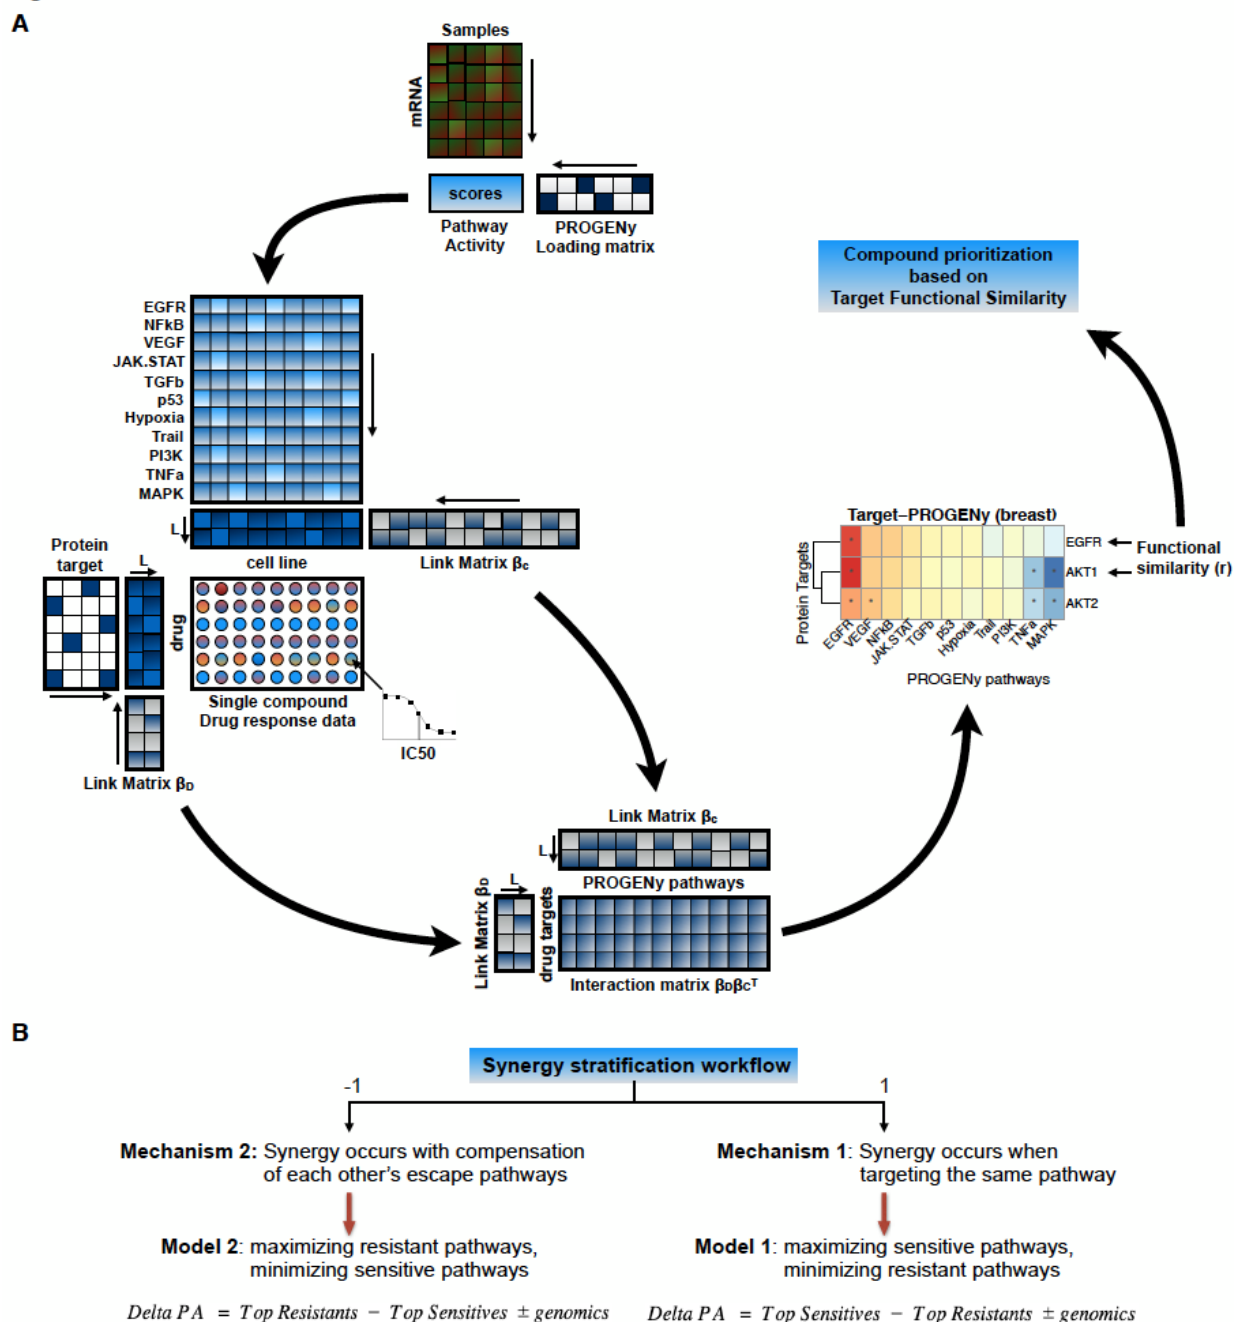 A
Samples
mRNA
scores
Pathway
Activity
PROGENy
Loading matrix
Compound prioritization
based on
Target Functional Similarity
EGFR
NFkB
VEGF
JAK.STAT
TGFb
p53
Hypoxia
Trail
PI3K
TNFa
MAPK
L
cell line
Link Matrix βc
Protein
target
L
drug
Single compound
Drug response data
IC50
Link Matrix βD
Target–PROGENy (breast)
Protein Targets
EGFR
AKT1
AKT2
Functional
similarity (r)
EGFR
VEGF
NFkB
JAK.STAT
TGFb
p53
Hypoxia
Trail
PI3K
TNFa
MAPK
PROGENy pathways
Link Matrix βc
L
PROGENy pathways
L
Link Matrix βD
drug targets
Interaction matrix βDβCT
B
Synergy stratification workflow
-1
1
Mechanism 2: Synergy occurs with compensation
of each other's escape pathways
Mechanism 1: Synergy occurs when
targeting the same pathway
Model 2: maximizing resistant pathways,
minimizing sensitive pathways
Model 1: maximizing sensitive pathways,
minimizing resistant pathways
Delta PA = Top Resistants − Top Sensitives ± genomics
Delta PA = Top Sensitives − Top Resistants ± genomics